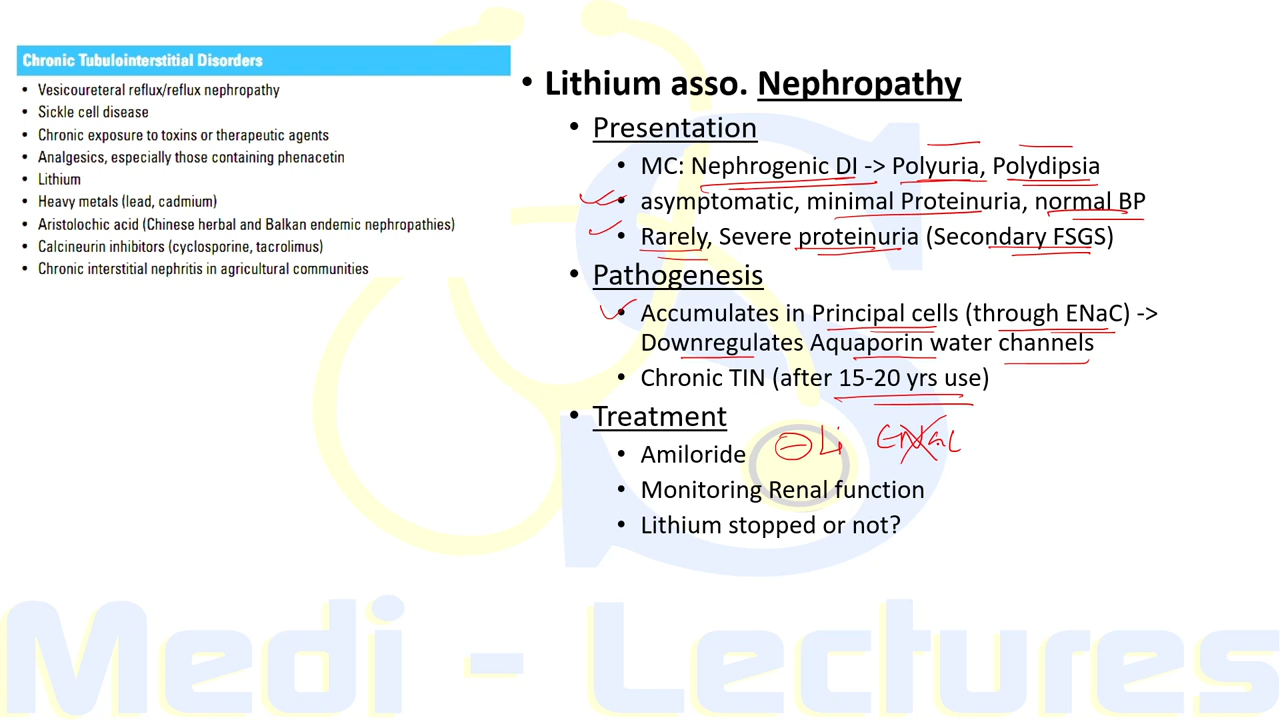 Chronic Tubulointerstitial Disorders
• Vesicoureteral reflux/reflux nephropathy
• Sickle cell disease
• Chronic exposure to toxins or therapeutic agents
• Analgesics, especially those containing phenacetin
• Lithium
• Heavy metals (lead, cadmium)
• Aristolochic acid (Chinese herbal and Balkan endemic nephropathies)
• Calcineurin inhibitors (cyclosporine, tacrolimus)
• Chronic interstitial nephritis in agricultural communities
• Lithium asso. Nephropathy
• Presentation
• MC: Nephrogenic DI -> Polyuria, Polydipsia
• asymptomatic, minimal Proteinuria, normal BP
• Rarely, Severe proteinuria (Secondary FSGS)
• Pathogenesis
• Accumulates in Principal cells (through ENaC) ->
Downregulates Aquaporin water channels
• Chronic TIN (after 15-20 yrs use)
• Treatment
• Amiloride ⊖ Li ENaC
• Monitoring Renal function
• Lithium stopped or not?
Medi - Lectures